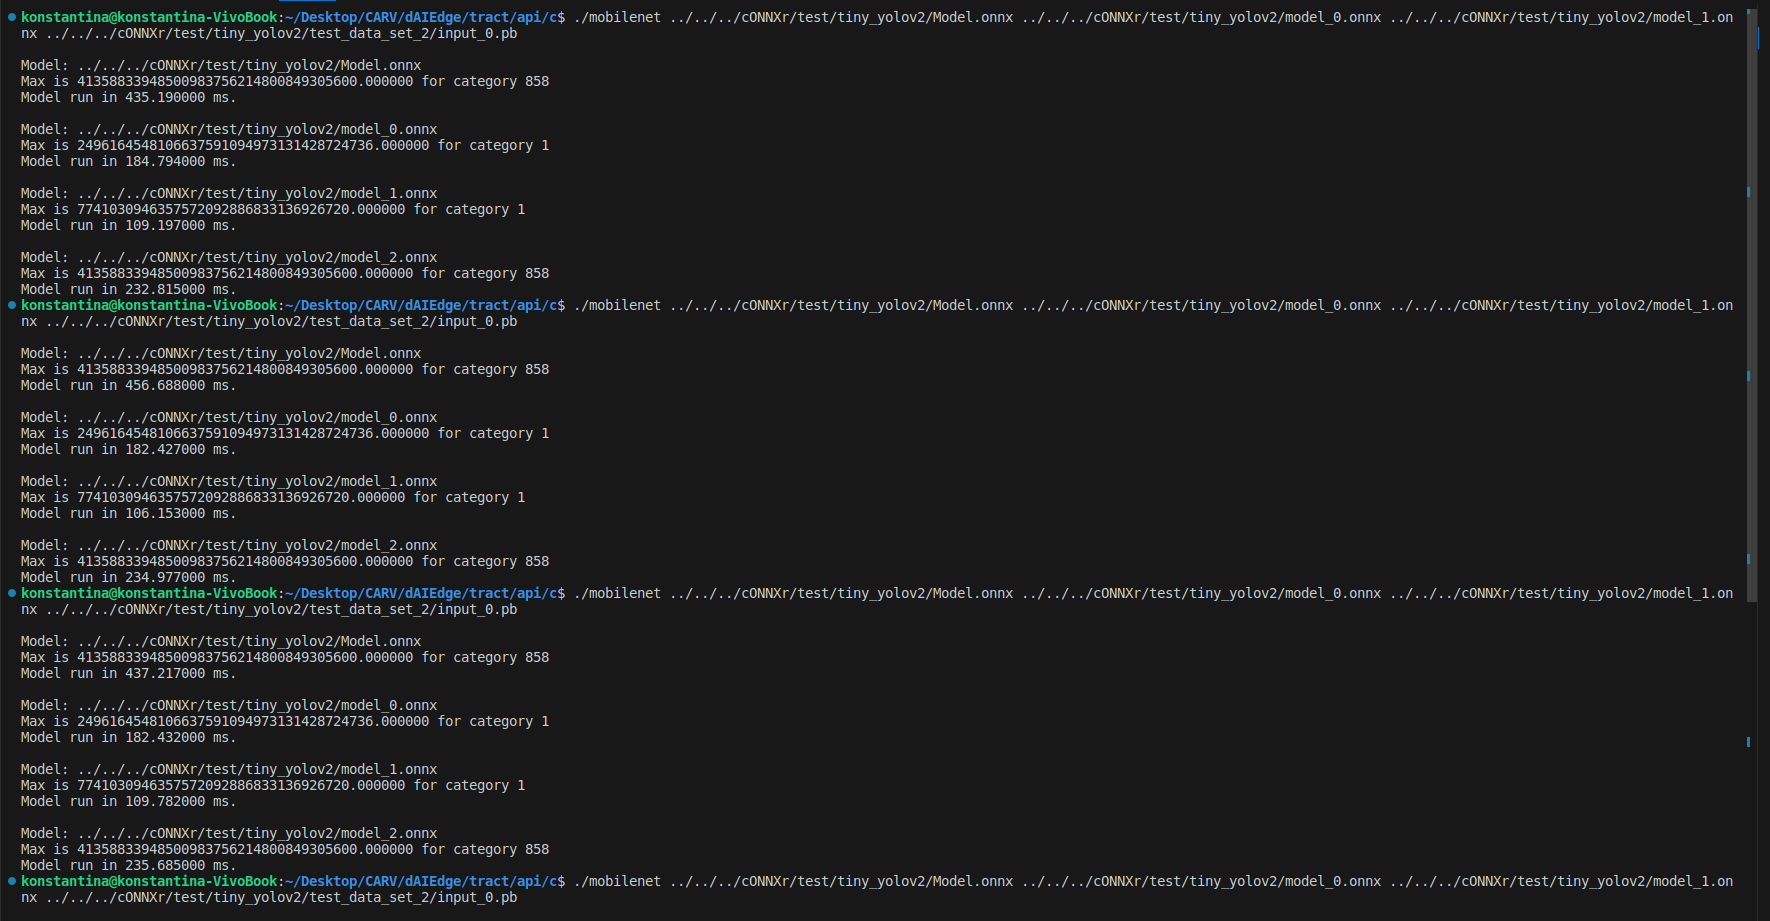 konstantina@konstantina-VivoBook:~/Desktop/CARV/dAIEdge/tract/api/c$ ./mobilenet ../../../cONNXr/test/tiny_yolov2/Model.onnx ../../../cONNXr/test/tiny_yolov2/model_0.onnx ../../../cONNXr/test/tiny_yolov2/model_1.on
nx ../../../cONNXr/test/tiny_yolov2/test_data_set_2/input_0.pb
Model: ../../../cONNXr/test/tiny_yolov2/Model.onnx
Max is 413588339485009837562148008493056​00.000000 for category 858
Model run in 435.190000 ms.
Model: ../../../cONNXr/test/tiny_yolov2/model_0.onnx
Max is 2496164548106637591094973131428724736.000000 for category 1
Model run in 184.794000 ms.
Model: ../../../cONNXr/test/tiny_yolov2/model_1.onnx
Max is 77410309463575720928868331369267​20.000000 for category 1
Model run in 109.197000 ms.
Model: ../../../cONNXr/test/tiny_yolov2/model_2.onnx
Max is 41358833948500983756214800849305600.000000 for category 858
Model run in 232.815000 ms.
konstantina@konstantina-VivoBook:~/Desktop/CARV/dAIEdge/tract/api/c$ ./mobilenet ../../../cONNXr/test/tiny_yolov2/Model.onnx ../../../cONNXr/test/tiny_yolov2/model_0.onnx ../../../cONNXr/test/tiny_yolov2/model_1.on
nx ../../../cONNXr/test/tiny_yolov2/test_data_set_2/input_0.pb
Model: ../../../cONNXr/test/tiny_yolov2/Model.onnx
Max is 41358833948500983756214800849305600.000000 for category 858
Model run in 456.688000 ms.
Model: ../../../cONNXr/test/tiny_yolov2/model_0.onnx
Max is 24961645481066375910949731314287​24736.000000 for category 1
Model run in 182.427000 ms.
Model: ../../../cONNXr/test/tiny_yolov2/model_1.onnx
Max is 7741030946357572092886833136926720.000000 for category 1
Model run in 106.153000 ms.
Model: ../../../cONNXr/test/tiny_yolov2/model_2.onnx
Max is 41358833948500983756214800849305600.000000 for category 858
Model run in 234.977000 ms.
konstantina@konstantina-VivoBook:~/Desktop/CARV/dAIEdge/tract/api/c$ ./mobilenet ../../../cONNXr/test/tiny_yolov2/Model.onnx ../../../cONNXr/test/tiny_yolov2/model_0.onnx ../../../cONNXr/test/tiny_yolov2/model_1.on
nx ../../../cONNXr/test/tiny_yolov2/test_data_set_2/input_0.pb
Model: ../../../cONNXr/test/tiny_yolov2/Model.onnx
Max is 41358833948500983756214800849305600.000000 for category 858
Model run in 437.217000 ms.
Model: ../../../cONNXr/test/tiny_yolov2/model_0.onnx
Max is 2496164548106637591094973131428724736.000000 for category 1
Model run in 182.432000 ms.
Model: ../../../cONNXr/test/tiny_yolov2/model_1.onnx
Max is 7741030946357572092886833136926720.000000 for category 1
Model run in 109.782000 ms.
Model: ../../../cONNXr/test/tiny_yolov2/model_2.onnx
Max is 41358833948500983756214800849305600.000000 for category 858
Model run in 235.685000 ms.
konstantina@konstantina-VivoBook:~/Desktop/CARV/dAIEdge/tract/api/c$ ./mobilenet ../../../cONNXr/test/tiny_yolov2/Model.onnx ../../../cONNXr/test/tiny_yolov2/model_0.onnx ../../../cONNXr/test/tiny_yolov2/model_1.on
nx ../../../cONNXr/test/tiny_yolov2/test_data_set_2/input_0.pb